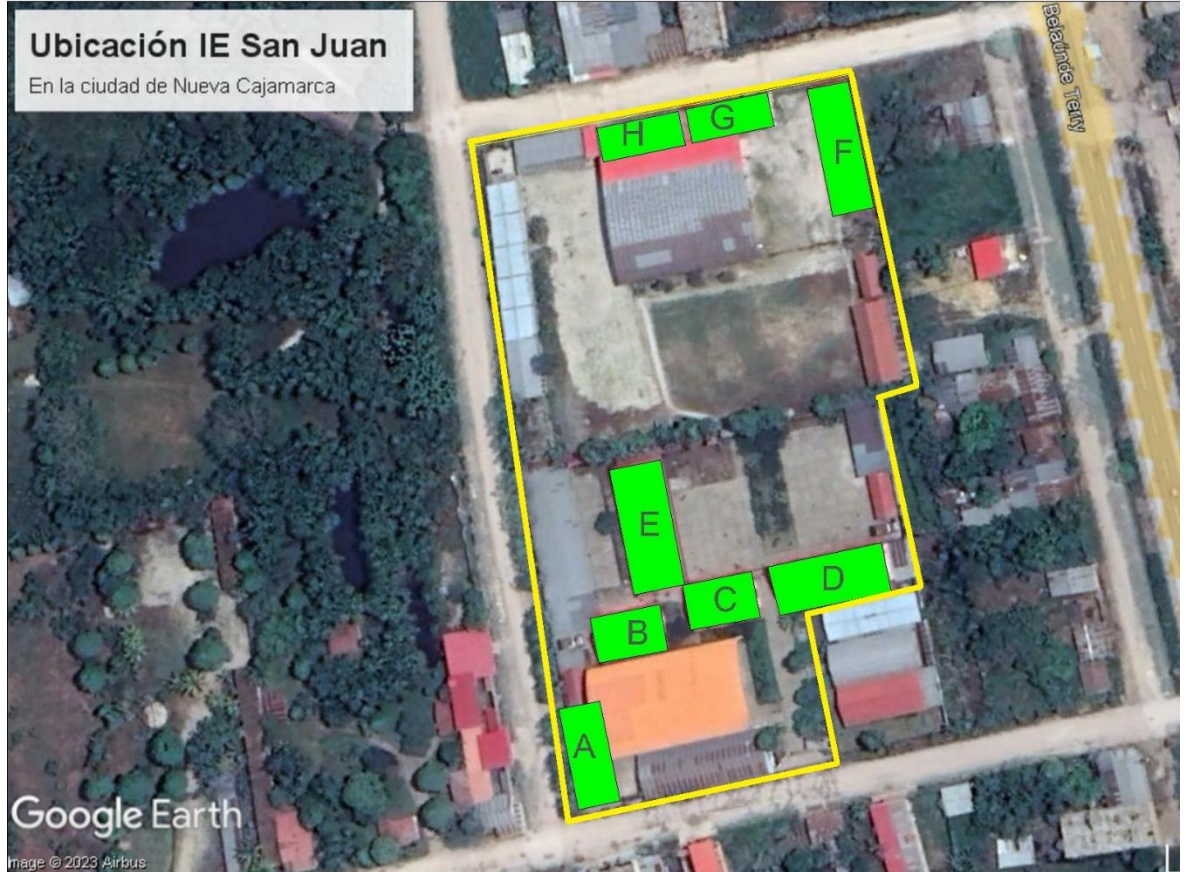 Ubicación IE San Juan
En la ciudad de Nueva Cajamarca
Belaúnde Terry
H
G
F
E
D
C
B
A
Google Earth
Image © 2023 Airbus